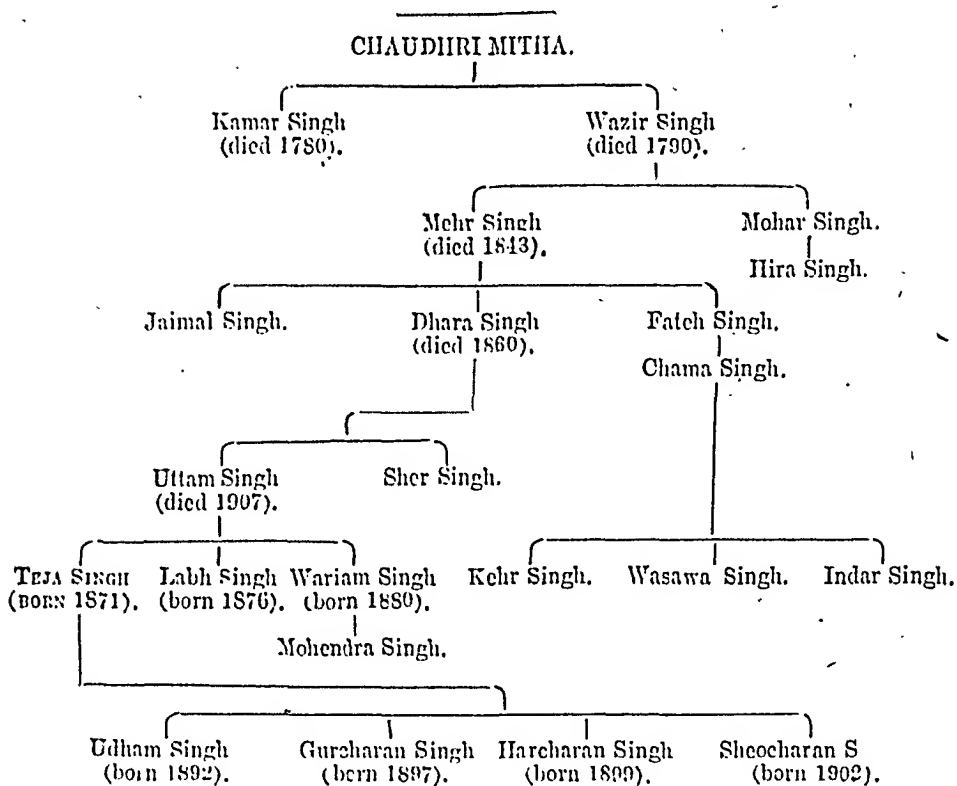 CHAUDHRI MITHA.
Kamar Singh Wazir Singh
(died 1780). (died 1790).
Mehr Singh Mohar Singh.
(died 1843).
Hira Singh.
Jaimal Singh. Dhara Singh Fateh Singh.
(died 1860).
Chama Singh.
Uttam Singh Sher Singh.
(died 1907).
TEJA SINGH Labh Singh Wariam Singh Kehr Singh. Wasawa Singh. Indar Singh.
(BORN 1871). (born 1876). (born 1880).
Mohendra Singh.
Udham Singh Gurcharan Singh Harcharan Singh Sheocharan S
(born 1892). (born 1897). (born 1899). (born 1902).